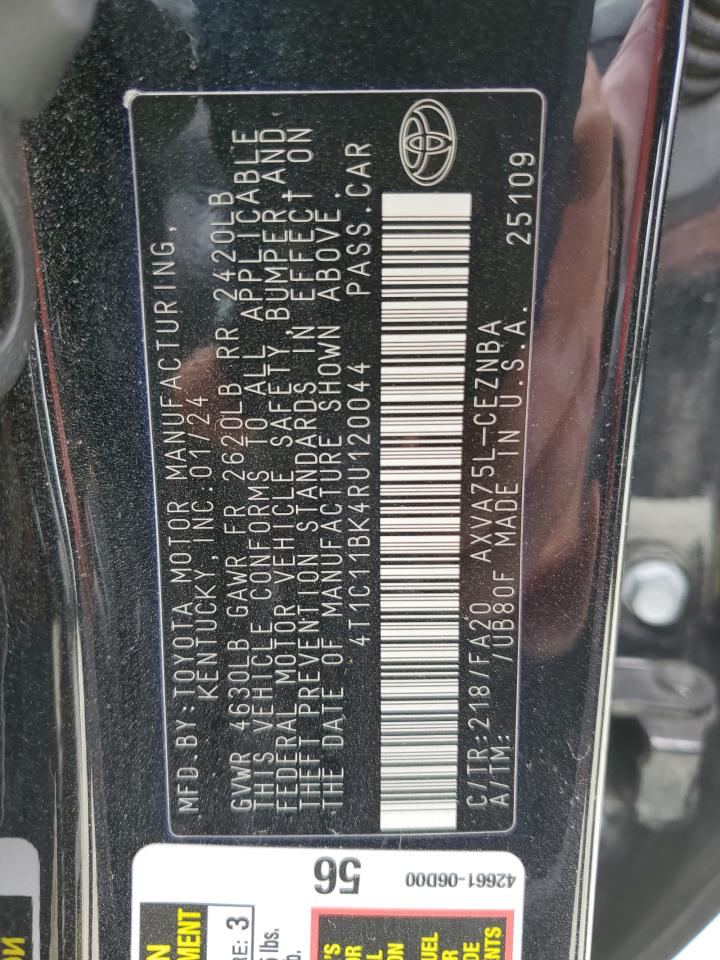 MFD.BY:TOYOTA MOTOR MANUFACTURING,
KENTUCKY,INC.01/24
GVWR 4630LB GAWR FR 2620LB RR 2420LB
THIS VEHICLE CONFORMS TO ALL APPLICABLE
FEDERAL MOTOR VEHICLE SAFETY, BUMPER AND
THEFT PREVENTION STANDARDS IN EFFECT ON
THE DATE OF MANUFACTURE SHOWN ABOVE.
4T1C11BK4RU120044 PASS.CAR
C/TR:218/FA20 AXVA75L-CEZNBA
A/TM: /UB80F MADE IN U.S.A. 25109
56
42661-06D00